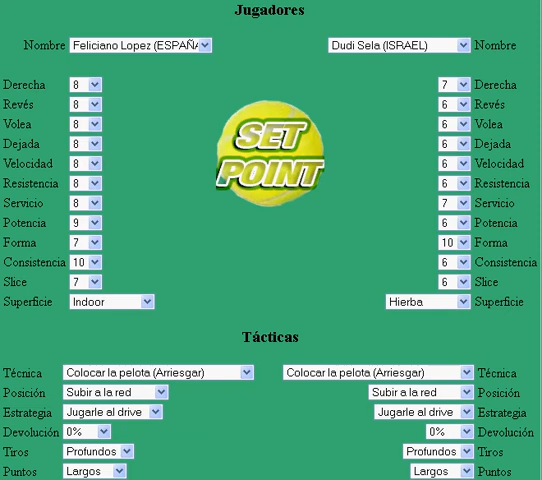 Jugadores
Nombre Feliciano Lopez (ESPAÑA Dudi Sela (ISRAEL) Nombre
Derecha 8 7 Derecha
Revés 8 6 Revés
Volea 8 6 Volea
Dejada 8 6 Dejada
Velocidad 8 6 Velocidad
Resistencia 8 6 Resistencia
Servicio 8 7 Servicio
Potencia 9 6 Potencia
Forma 7 10 Forma
Consistencia 10 6 Consistencia
Slice 7 6 Slice
Superficie Indoor Hierba Superficie
SET
POINT
Tácticas
Técnica Colocar la pelota (Arriesgar) Colocar la pelota (Arriesgar) Técnica
Posición Subir a la red Subir a la red Posición
Estrategia Jugarle al drive Jugarle al drive Estrategia
Devolución 0% 0% Devolución
Tiros Profundos Profundos Tiros
Puntos Largos Largos Puntos